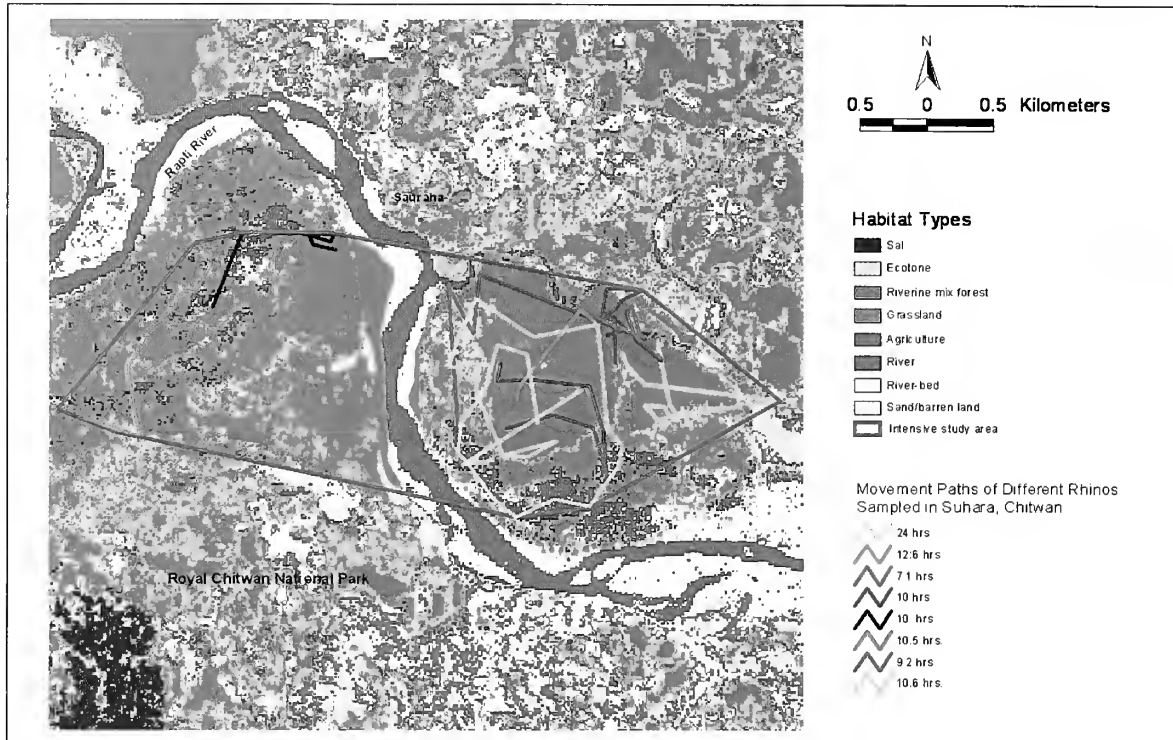 N
0.5 0 0.5 Kilometers
Rapti River
Sauraha
Royal Chitwan National Park
Habitat Types
Sal
Ecotone
Riverine mix forest
Grassland
Agriculture
River
River-bed
Sand/barren land
Intensive study area
Movement Paths of Different Rhinos
Sampled in Suhara, Chitwan
24 hrs
12.6 hrs
7.1 hrs
10 hrs
10 hrs
10.5 hrs.
9.2 hrs
10.6 hrs.